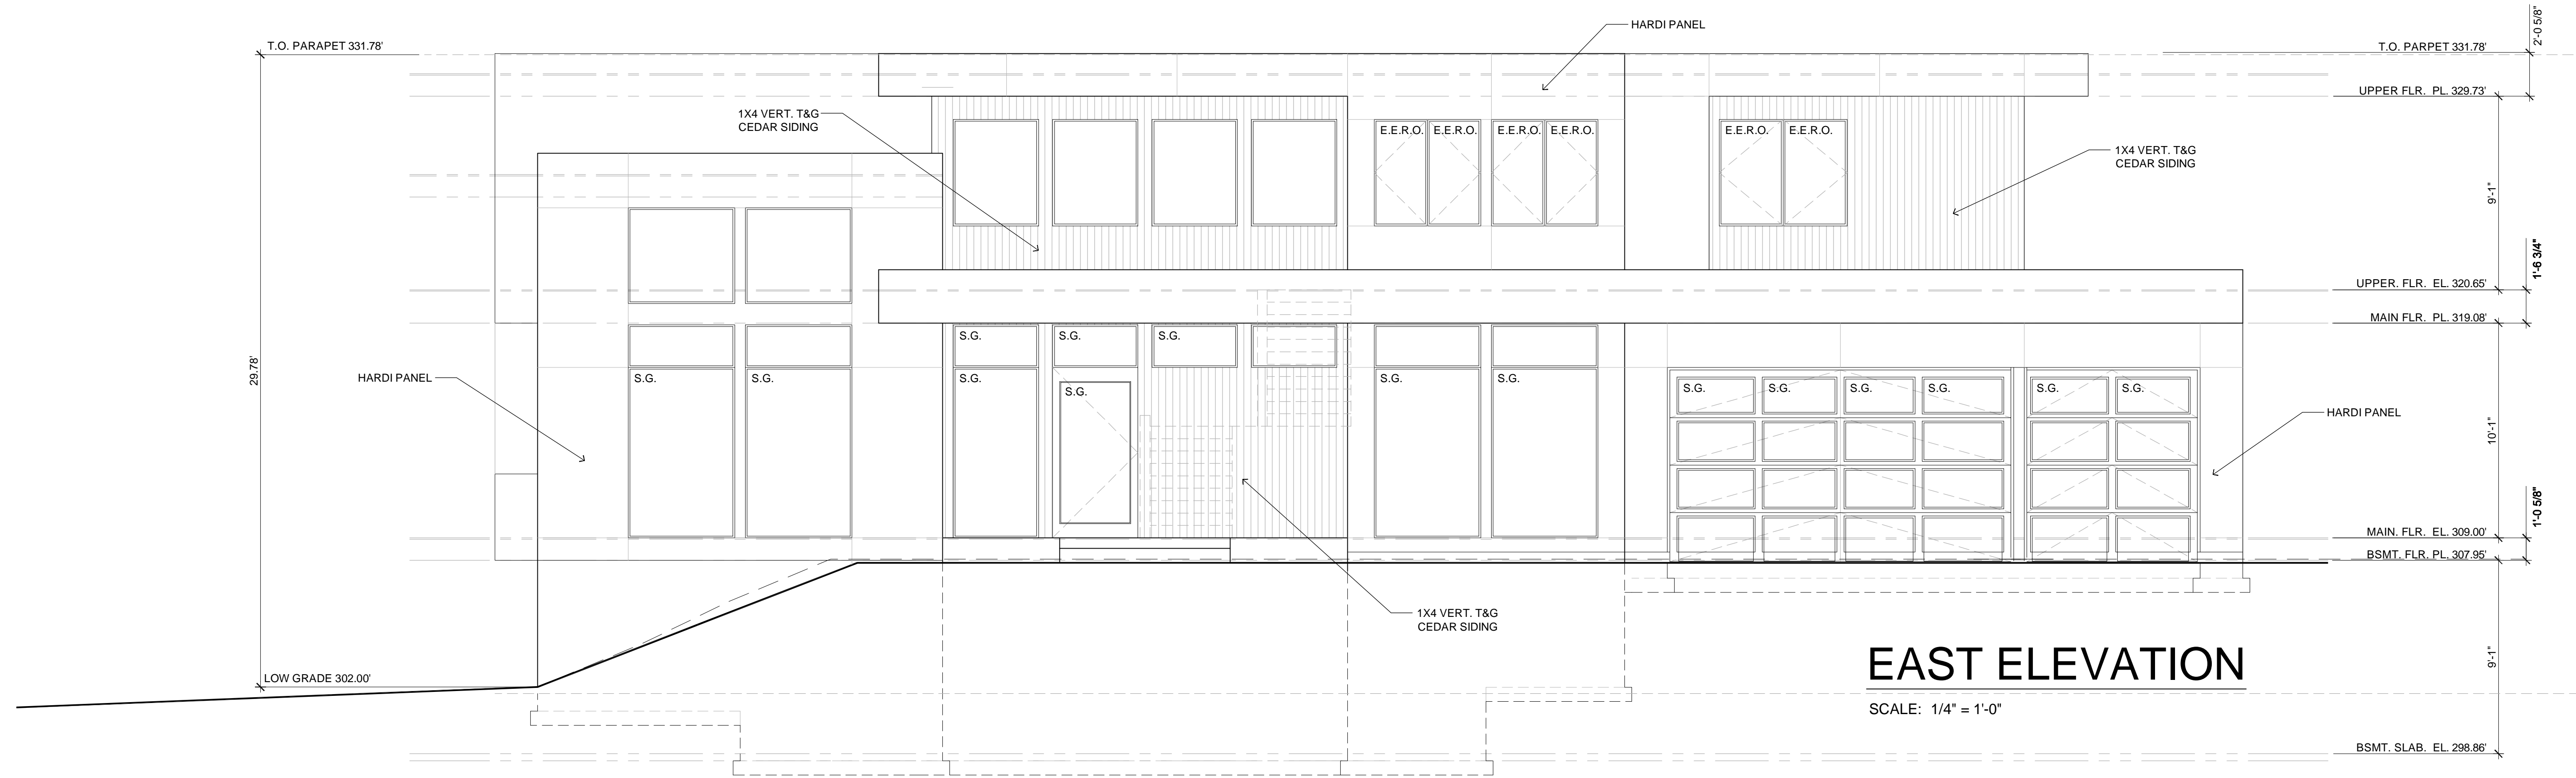 HARDI PANEL
2'-0 5/8"
T.O. PARAPET 331.78'
T.O. PARPET 331.78'
UPPER FLR. PL. 329.73'
1X4 VERT. T&G
CEDAR SIDING
E.E.R.O. E.E.R.O. E.E.R.O. E.E.R.O. E.E.R.O. E.E.R.O.
1X4 VERT. T&G
CEDAR SIDING
9'-1"
1'-6 3/4"
UPPER. FLR. EL. 320.65'
MAIN FLR. PL. 319.08'
S.G. S.G. S.G.
29.78'
HARDI PANEL
S.G. S.G. S.G. S.G. S.G. S.G.
S.G.
S.G. S.G. S.G. S.G. S.G. S.G.
HARDI PANEL
10'-1"
1'-0 5/8"
MAIN. FLR. EL. 309.00'
BSMT. FLR. PL. 307.95'
1X4 VERT. T&G
CEDAR SIDING
EAST ELEVATION
9'-1"
LOW GRADE 302.00'
SCALE: 1/4" = 1'-0"
BSMT. SLAB. EL. 298.86'